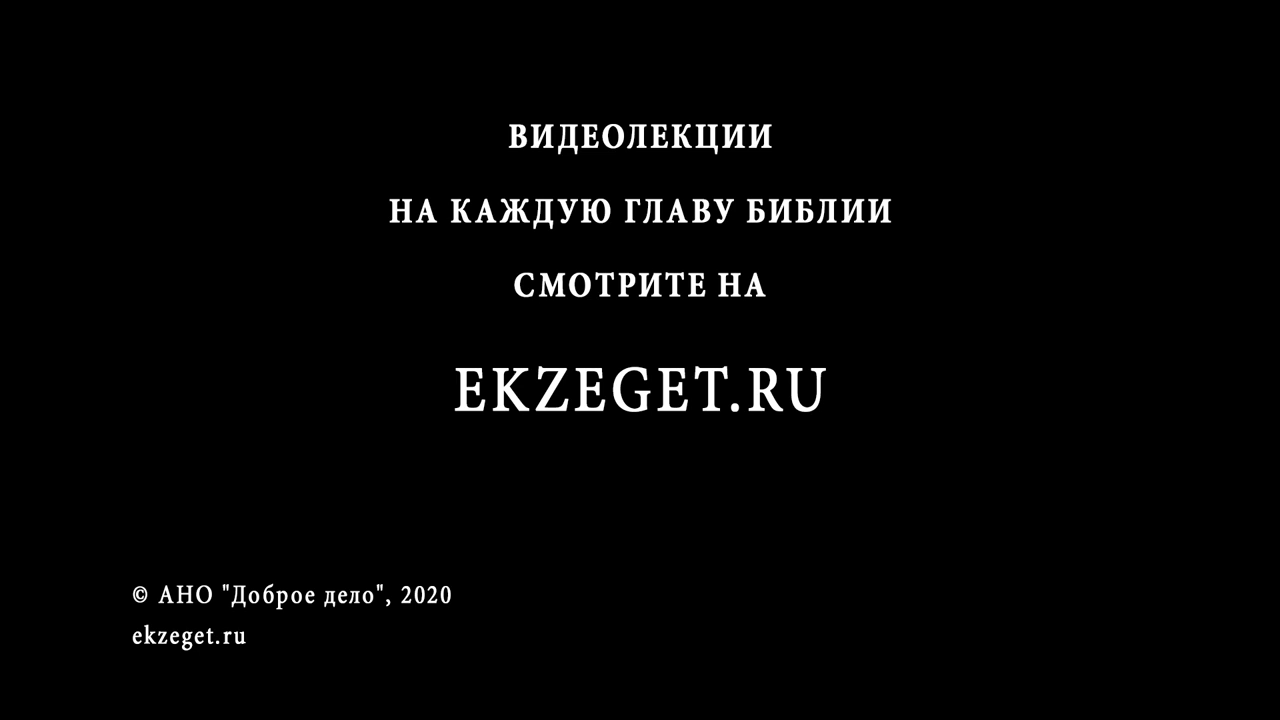 ВИДЕОЛЕКЦИИ
НА КАЖДУЮ ГЛАВУ БИБЛИИ
СМОТРИТЕ НА
EKZEGET.RU
© АНО "Доброе дело", 2020
ekzeget.ru